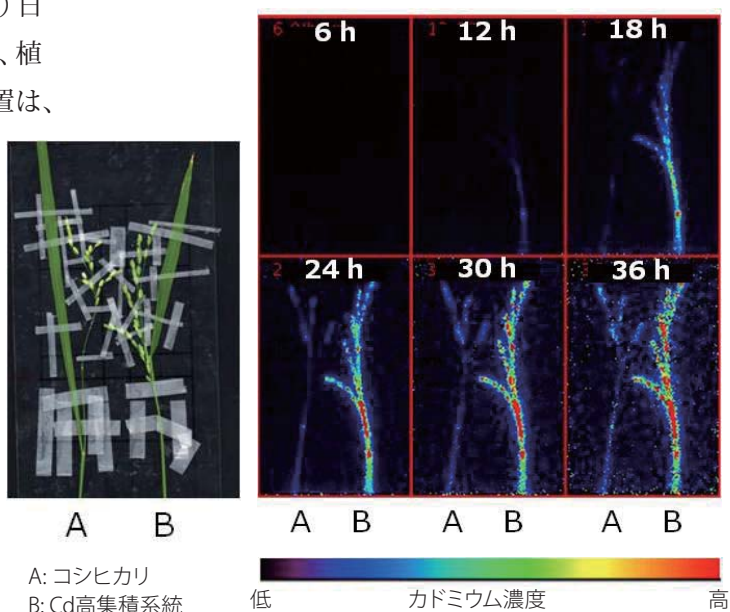 り日
、植
置は、
6 h
12 h
18 h
24 h
30 h
36 h
A B
A B A B A B
A: コシヒカリ
B: Cd高集積系統
低 カドミウム濃度 高